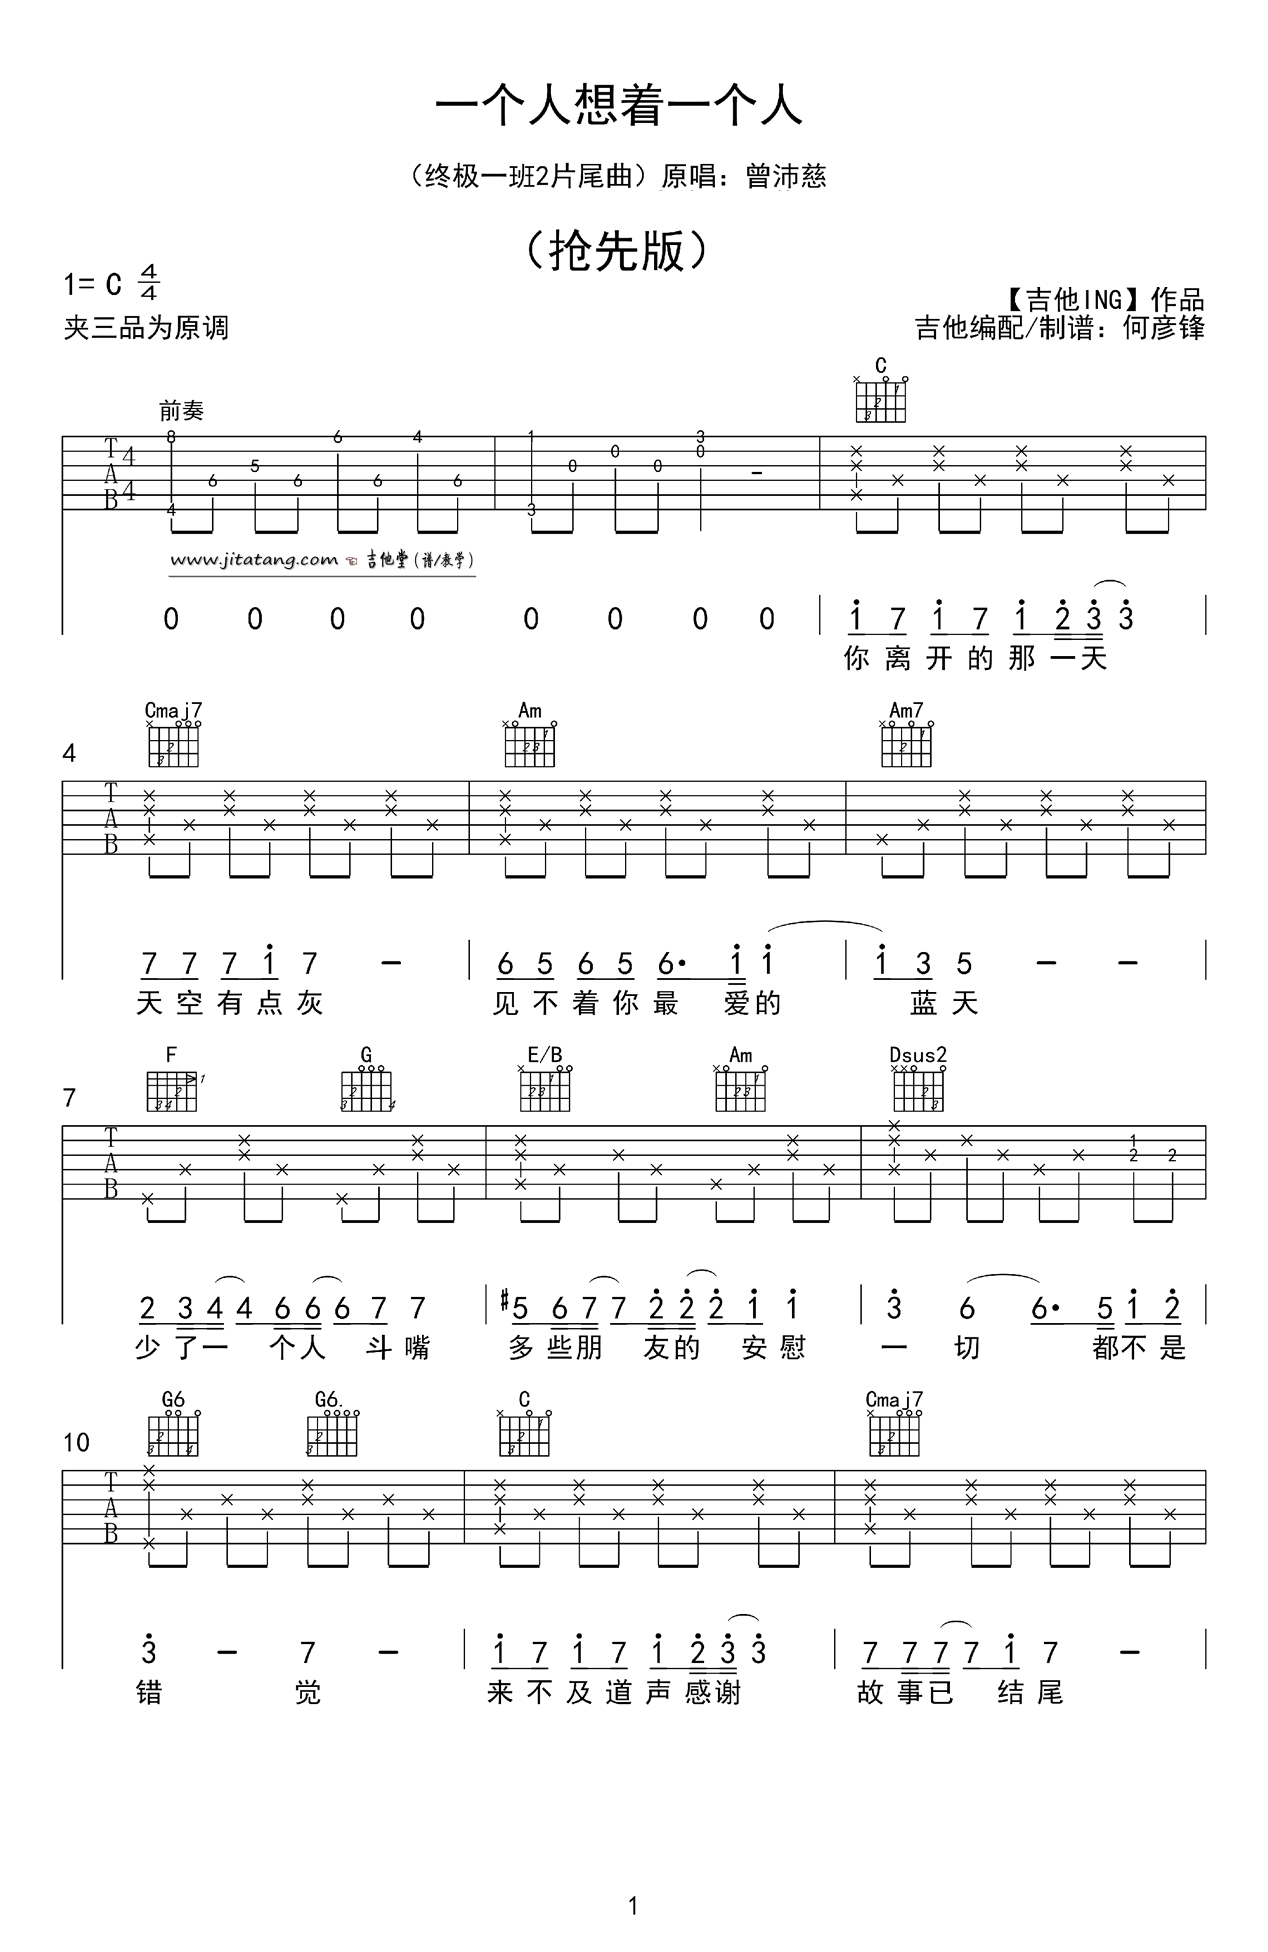 一个人想着一个人
（终极一班2片尾曲）原唱：曾沛慈
（抢先版）
1= C 4/4
【吉他ING】作品
夹三品为原调
吉他编配/制谱：何彦锋
C
前奏
8 6 5 6 6 6 4 6 1 0 0 0 3 0 -
T A B 4 4
4 3
www.jitatang.com 吉他堂（谱/教学）
0 0 0 0 0 0 0 0 1 7 1 7 1 2 3 3
你离开的那一天
Cmaj7 Am Am7
4
T A B
7 7 7 1 7 - 6 5 6 5 6· 1 1 1 3 5 - -
天空有点灰 见不着你最 爱的 蓝天
F G E/B Am Dsus2
7
T A B 1 2 2
2 3 4 4 6 6 6 7 7 #5 6 7 7 2 2 2 1 1 3 6 6· 5 1 2
少了一 个人 斗嘴 多些朋 友的 安慰 一 切 都不是
G6 G6. C Cmaj7
10
T A B
3 - 7 - 1 7 1 7 1 2 3 3 7 7 7 7 1 7 -
错 觉 来不及道声感谢 故事已 结尾
1